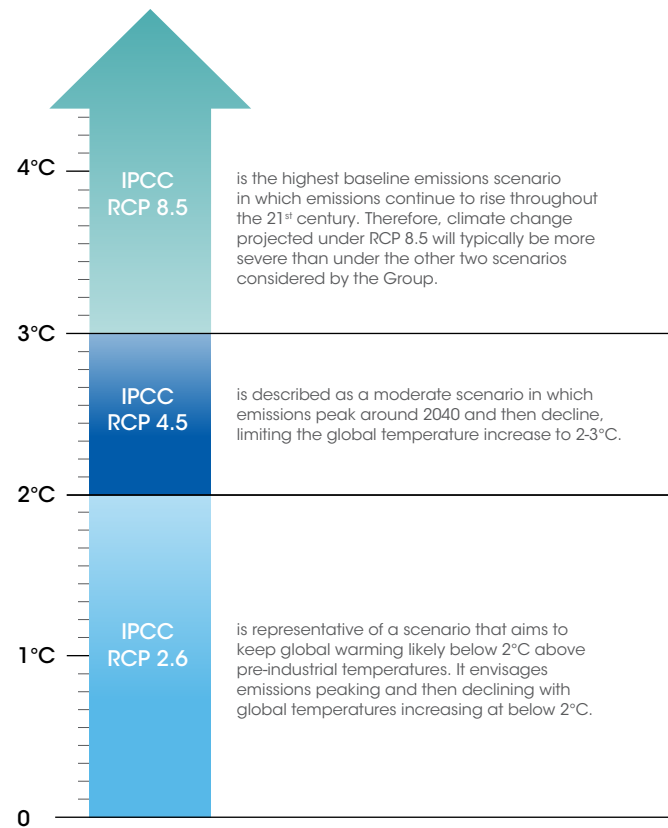 4°C
IPCC
RCP 8.5
is the highest baseline emissions scenario
in which emissions continue to rise throughout
the 21st century. Therefore, climate change
projected under RCP 8.5 will typically be more
severe than under the other two scenarios
considered by the Group.
3°C
IPCC
RCP 4.5
is described as a moderate scenario in which
emissions peak around 2040 and then decline,
limiting the global temperature increase to 2-3°C.
2°C
IPCC
RCP 2.6
is representative of a scenario that aims to
keep global warming likely below 2°C above
pre-industrial temperatures. It envisages
emissions peaking and then declining with
global temperatures increasing at below 2°C.
1°C
0